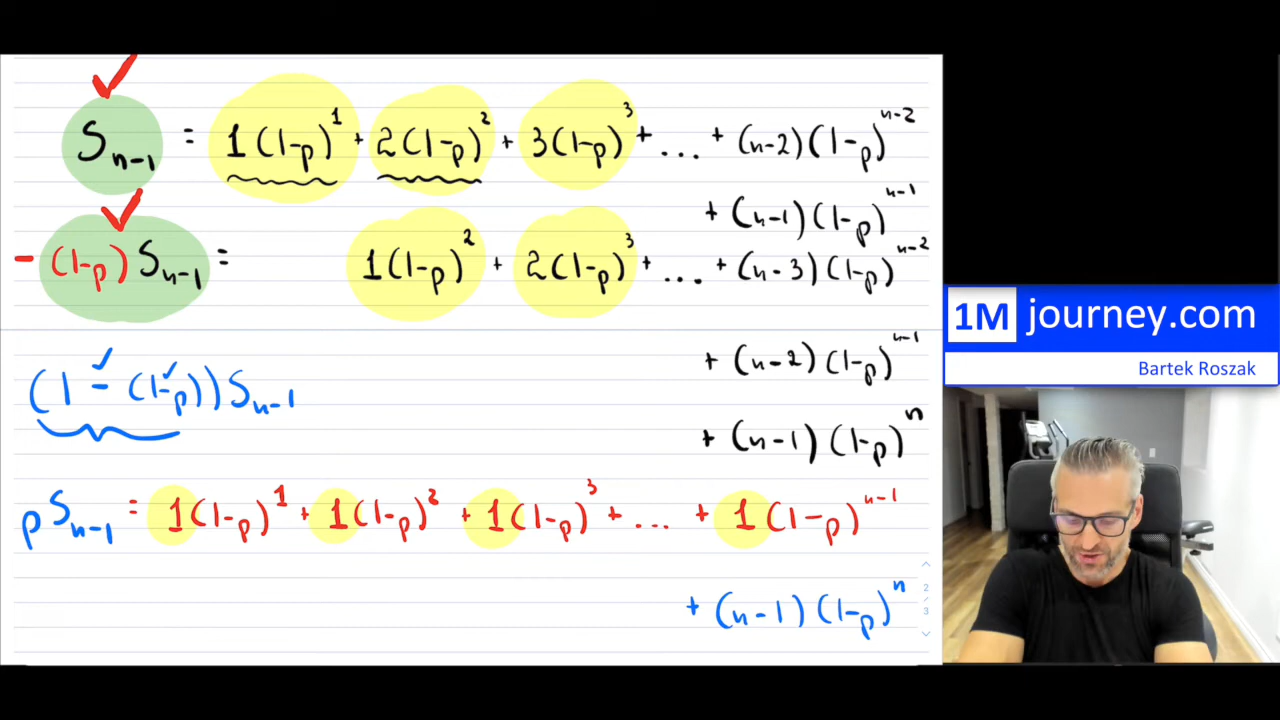 S_{n-1} = 1(1-p)^1 + 2(1-p)^2 + 3(1-p)^3 + ... + (n-2)(1-p)^{n-2}
+ (n-1)(1-p)^{n-1}
- (1-p) S_{n-1} = 1(1-p)^2 + 2(1-p)^3 + ... + (n-3)(1-p)^{n-2}
+ (n-2)(1-p)^{n-1}
(1 - (1-p)) S_{n-1}
+ (n-1)(1-p)^n
p S_{n-1} = 1(1-p)^1 + 1(1-p)^2 + 1(1-p)^3 + ... + 1(1-p)^{n-1}
+ (n-1)(1-p)^n
2
/
3
1M journey.com
Bartek Roszak